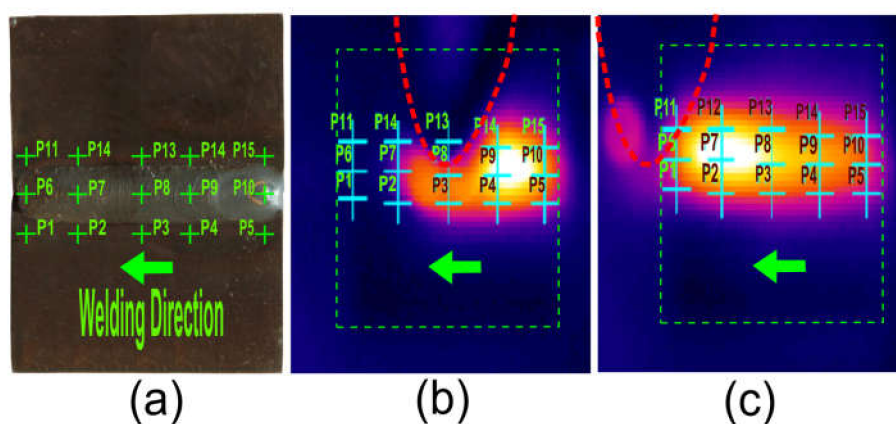 P11 P14 P13 P14 P15
P6 P7 P8 P9 P10
P1 P2 P3 P4 P5
Welding Direction
(a)
P11 P14 P13 P14 P15
P6 P7 P8 P9 P10
P1 P2 P3 P4 P5
(b)
P11 P12 P13 P14 P15
P7 P8 P9 P10
P2 P3 P4 P5
(c)